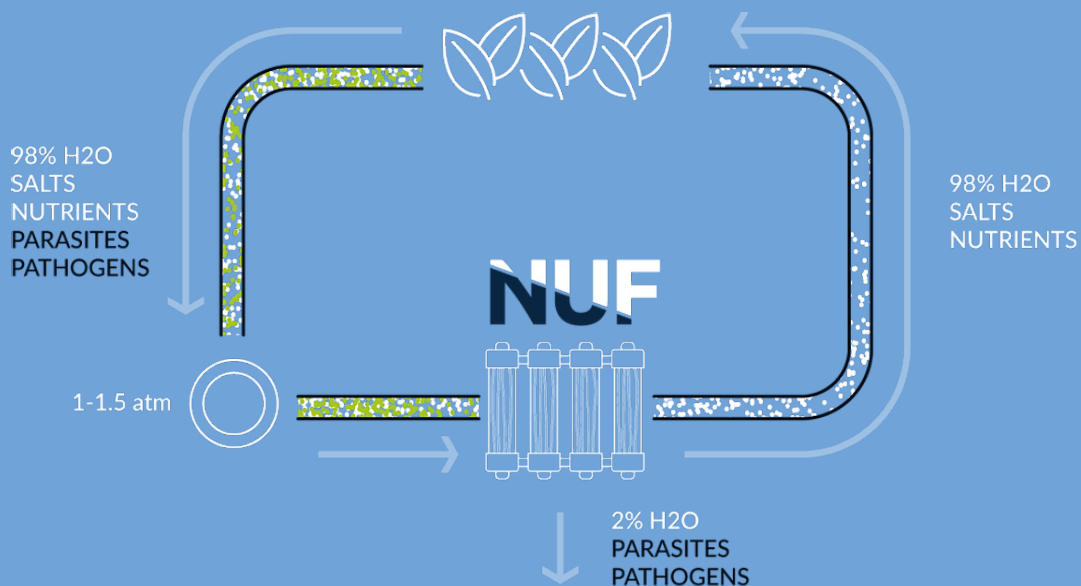 98% H2O
SALTS
NUTRIENTS
PARASITES
PATHOGENS
98% H2O
SALTS
NUTRIENTS
NUF
1-1.5 atm
2% H2O
PARASITES
PATHOGENS